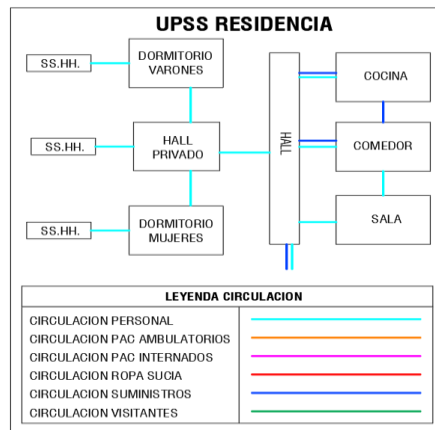 UPSS RESIDENCIA
SS.HH.
DORMITORIO
VARONES
COCINA
SS.HH.
HALL
PRIVADO
HALL
COMEDOR
SS.HH.
DORMITORIO
MUJERES
SALA
LEYENDA CIRCULACION
CIRCULACION PERSONAL
CIRCULACION PAC AMBULATORIOS
CIRCULACION PAC INTERNADOS
CIRCULACION ROPA SUCIA
CIRCULACION SUMINISTROS
CIRCULACION VISITANTES